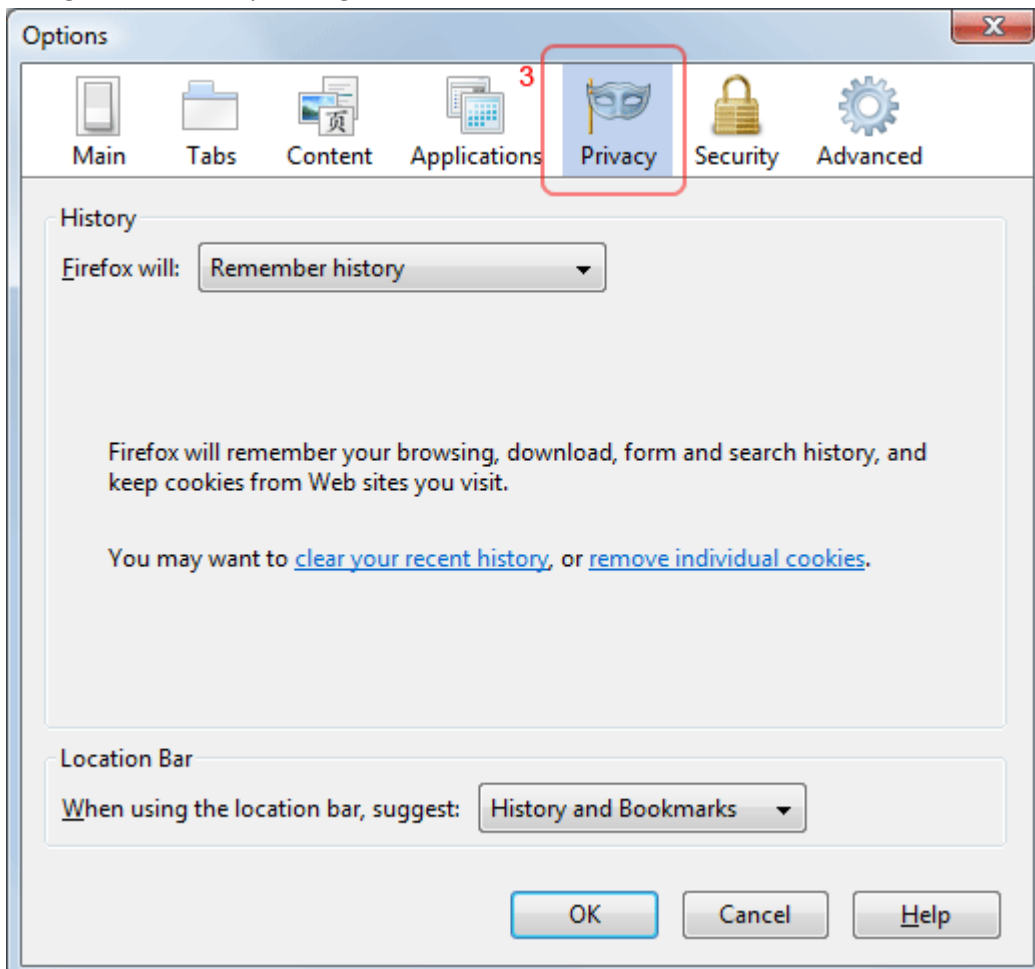 Options
3
Main Tabs Content Applications Privacy Security Advanced
页
History
Firefox will: Remember history
Firefox will remember your browsing, download, form and search history, and
keep cookies from Web sites you visit.
You may want to clear your recent history, or remove individual cookies.
Location Bar
When using the location bar, suggest: History and Bookmarks
OK Cancel Help